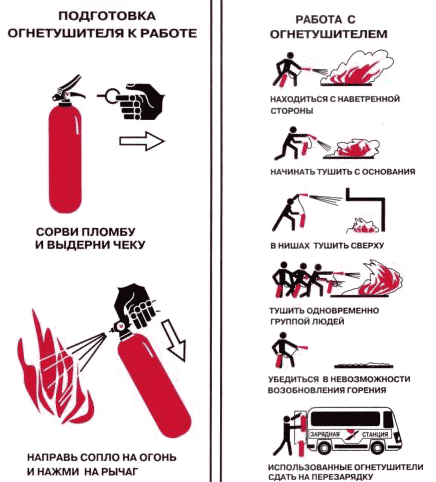 ПОДГОТОВКА
ОГНЕТУШИТЕЛЯ К РАБОТЕ
СОРВИ ПЛОМБУ
И ВЫДЕРНИ ЧЕКУ
НАПРАВЬ СОПЛО НА ОГОНЬ
И НАЖМИ НА РЫЧАГ
РАБОТА С
ОГНЕТУШИТЕЛЕМ
НАХОДИТЬСЯ С НАВЕТРЕННОЙ
СТОРОНЫ
НАЧИНАТЬ ТУШИТЬ С ОСНОВАНИЯ
В НИШАХ ТУШИТЬ СВЕРХУ
ТУШИТЬ ОДНОВРЕМЕННО
ГРУППОЙ ЛЮДЕЙ
УБЕДИТЬСЯ В НЕВОЗМОЖНОСТИ
ВОЗОБНОВЛЕНИЯ ГОРЕНИЯ
ЗАРЯДНАЯ СТАНЦИЯ
ИСПОЛЬЗОВАННЫЕ ОГНЕТУШИТЕЛИ
СДАТЬ НА ПЕРЕЗАРЯДКУ